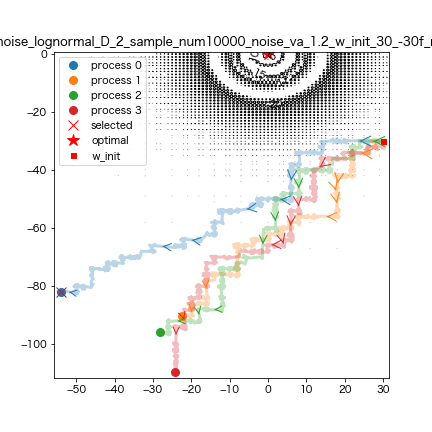 noise_lognormal_D_2_sample_num10000_noise_va_1.2_w_init_30_-30f_r
0
−20
−40
−60
−80
−100
process 0
process 1
process 2
process 3
selected
optimal
w_init
−50
−40
−30
−20
−10
0
10
20
30